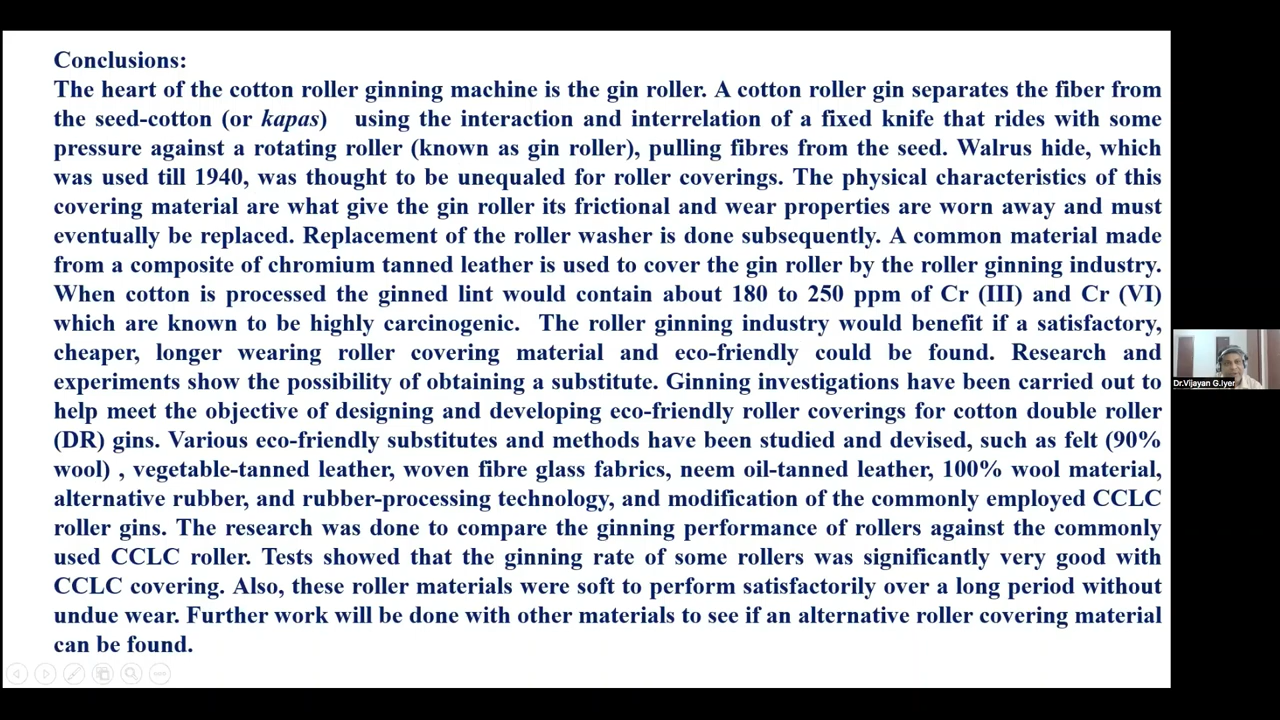 Conclusions:
The heart of the cotton roller ginning machine is the gin roller. A cotton roller gin separates the fiber from
the seed-cotton (or kapas) using the interaction and interrelation of a fixed knife that rides with some
pressure against a rotating roller (known as gin roller), pulling fibres from the seed. Walrus hide, which
was used till 1940, was thought to be unequaled for roller coverings. The physical characteristics of this
covering material are what give the gin roller its frictional and wear properties are worn away and must
eventually be replaced. Replacement of the roller washer is done subsequently. A common material made
from a composite of chromium tanned leather is used to cover the gin roller by the roller ginning industry.
When cotton is processed the ginned lint would contain about 180 to 250 ppm of Cr (III) and Cr (VI)
which are known to be highly carcinogenic. The roller ginning industry would benefit if a satisfactory,
cheaper, longer wearing roller covering material and eco-friendly could be found. Research and
experiments show the possibility of obtaining a substitute. Ginning investigations have been carried out to
help meet the objective of designing and developing eco-friendly roller coverings for cotton double roller
(DR) gins. Various eco-friendly substitutes and methods have been studied and devised, such as felt (90%
wool) , vegetable-tanned leather, woven fibre glass fabrics, neem oil-tanned leather, 100% wool material,
alternative rubber, and rubber-processing technology, and modification of the commonly employed CCLC
roller gins. The research was done to compare the ginning performance of rollers against the commonly
used CCLC roller. Tests showed that the ginning rate of some rollers was significantly very good with
CCLC covering. Also, these roller materials were soft to perform satisfactorily over a long period without
undue wear. Further work will be done with other materials to see if an alternative roller covering material
can be found.
Dr.Vijayan G.Iyer